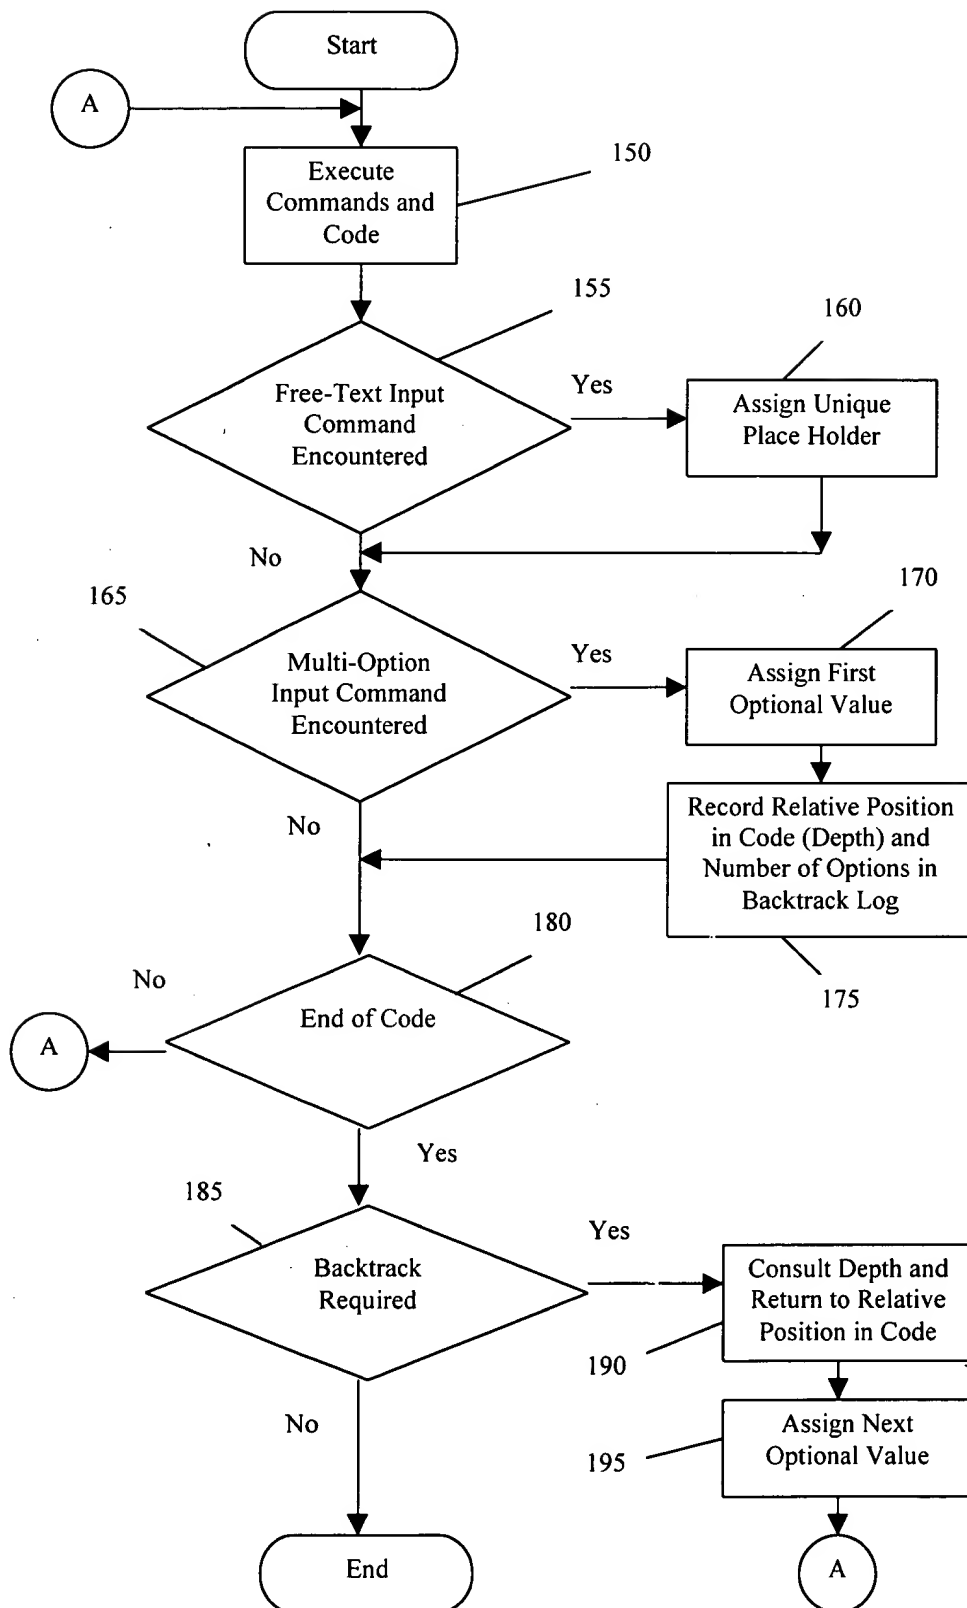 Start
A
150
Execute
Commands and
Code
155
160
Free-Text Input
Command
Encountered
Yes
Assign Unique
Place Holder
No
165
170
Multi-Option
Input Command
Encountered
Yes
Assign First
Optional Value
No
Record Relative Position
in Code (Depth) and
Number of Options in
Backtrack Log
180
175
No
End of Code
A
Yes
185
Backtrack
Required
Yes
Consult Depth and
Return to Relative
Position in Code
190
No
Assign Next
Optional Value
195
End
A